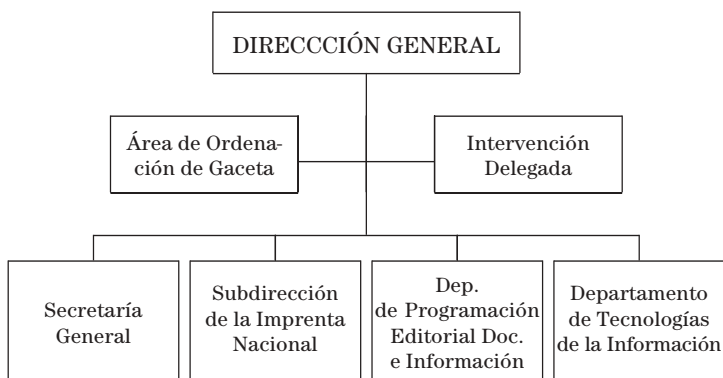 DIRECCCIÓN GENERAL
Área de Ordena-
ción de Gaceta
Intervención
Delegada
Secretaría
General
Subdirección
de la Imprenta
Nacional
Dep.
de Programación
Editorial Doc.
e Información
Departamento
de Tecnologías
de la Información